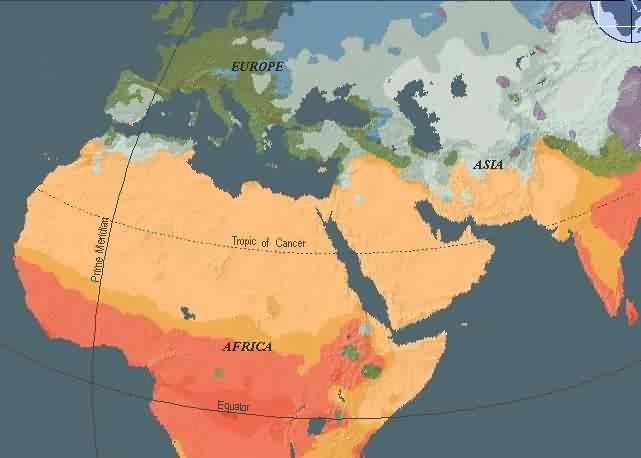 EUROPE
ASIA
Prime Meridian
Tropic of Cancer
AFRICA
Equator